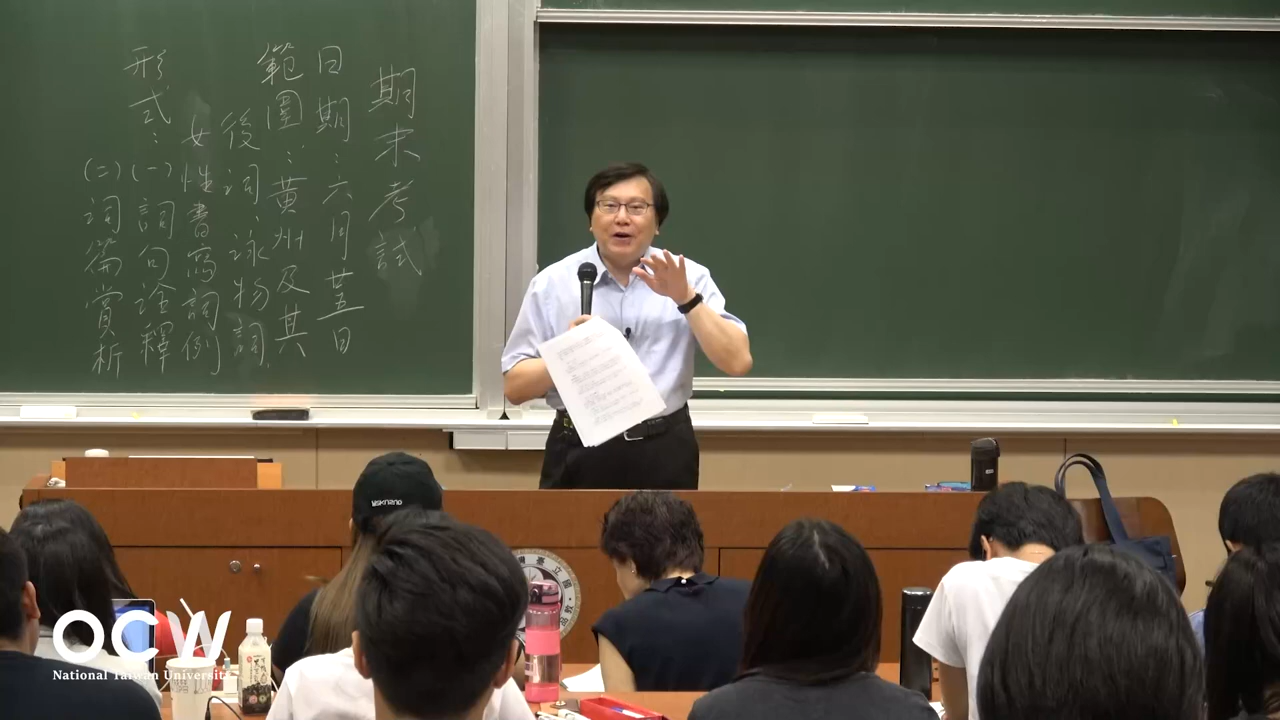 期末考試
日期：六月廿五日
範圍：黃州及其
後詞、詠物詞、
女性書寫詞例
形式：(一)詞句詮釋
(二)詞篇賞析
OCW
National Taiwan University